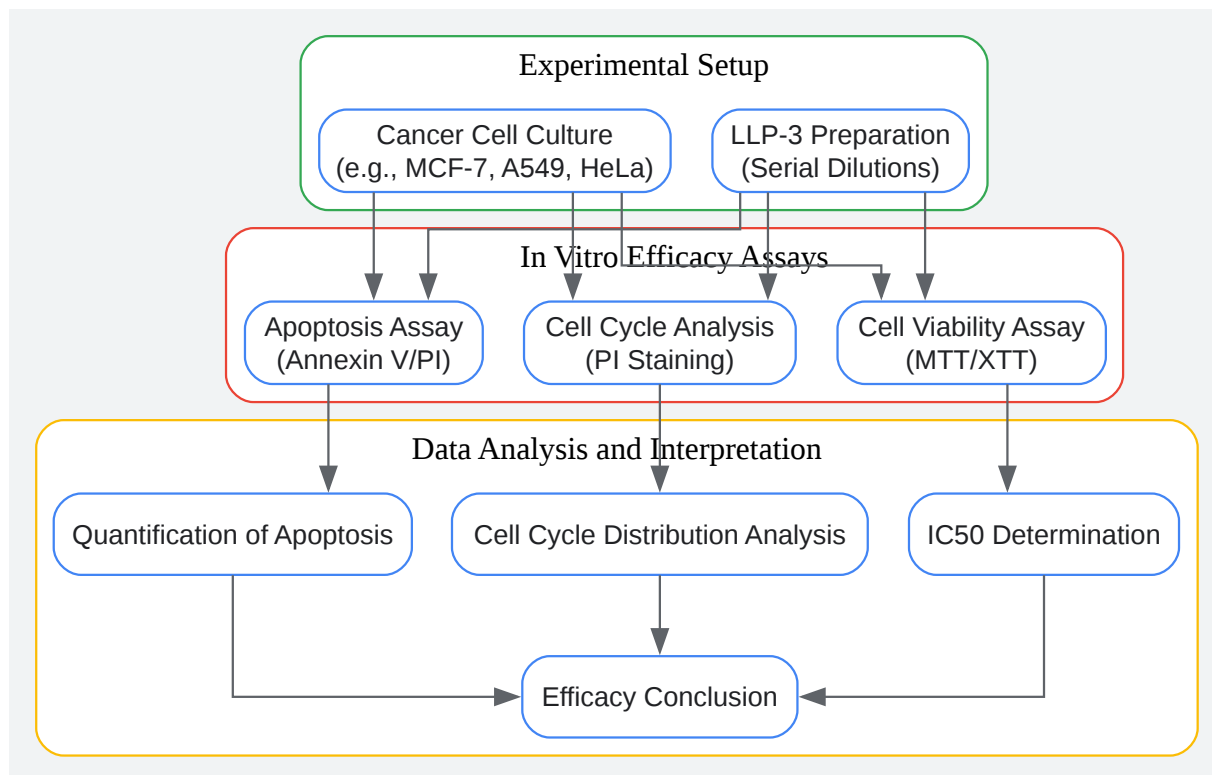 Experimental Setup
Cancer Cell Culture
(e.g., MCF-7, A549, HeLa)
LLP-3 Preparation
(Serial Dilutions)
In Vitro Efficacy Assays
Apoptosis Assay
(Annexin V/PI)
Cell Cycle Analysis
(PI Staining)
Cell Viability Assay
(MTT/XTT)
Data Analysis and Interpretation
Quantification of Apoptosis
Cell Cycle Distribution Analysis
IC50 Determination
Efficacy Conclusion